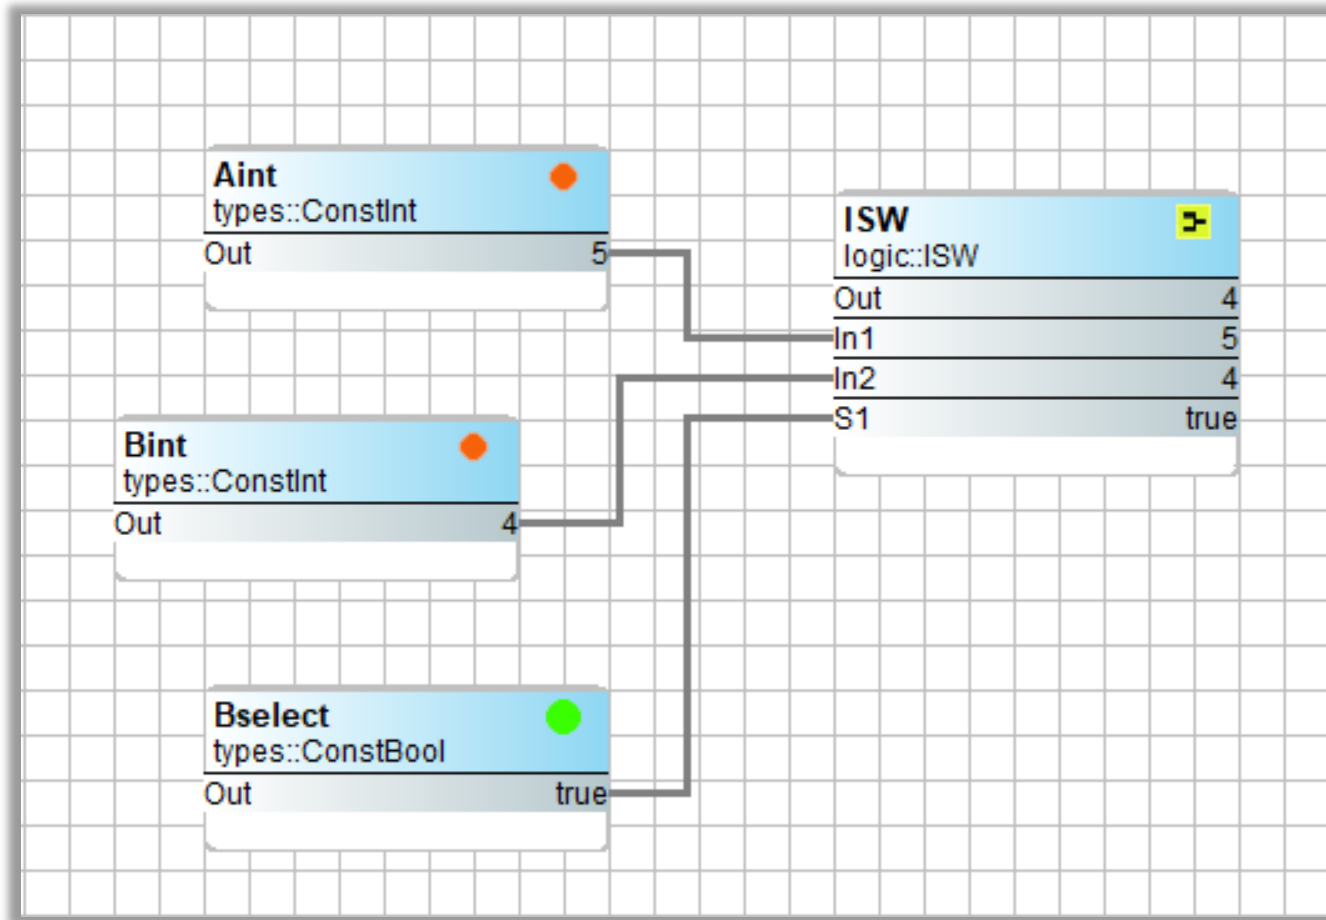 Aint
types::ConstInt
Out 5
ISW
logic::ISW
Out 4
In1 5
In2 4
S1 true
Bint
types::ConstInt
Out 4
Bselect
types::ConstBool
Out true